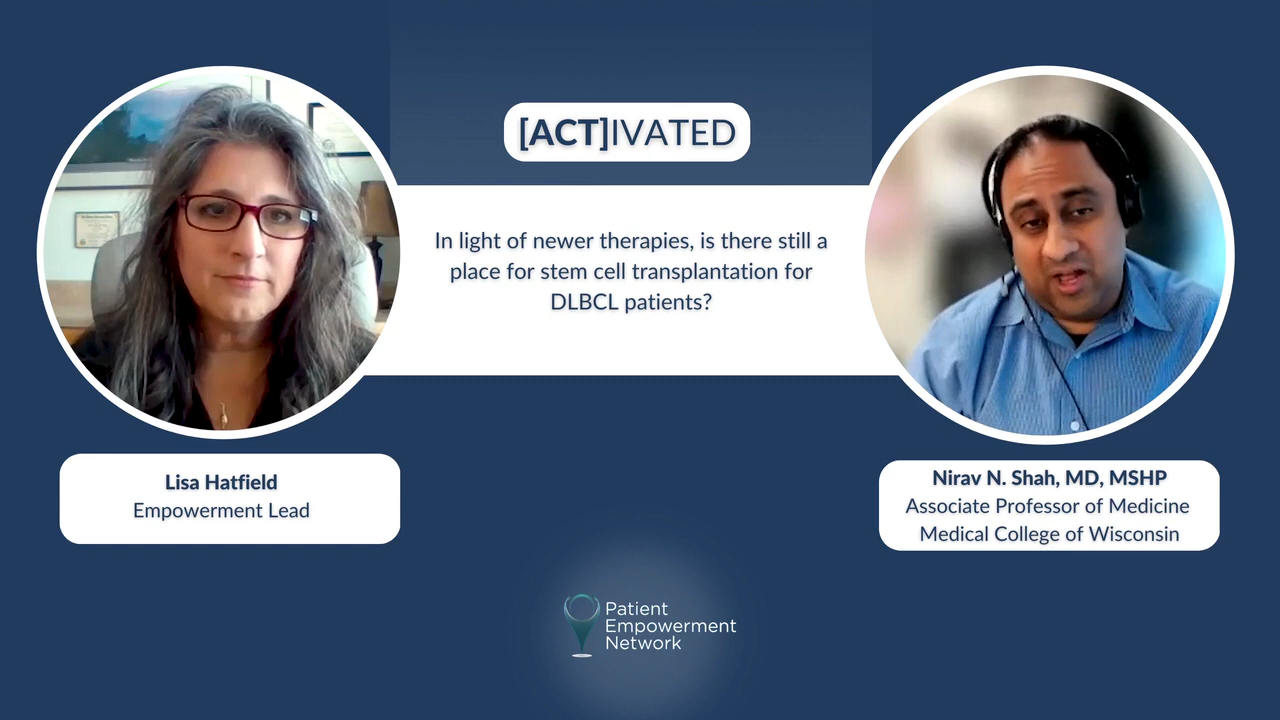 [ACT]IVATED
In light of newer therapies, is there still a
place for stem cell transplantation for
DLBCL patients?
Lisa Hatfield
Empowerment Lead
Nirav N. Shah, MD, MSHP
Associate Professor of Medicine
Medical College of Wisconsin
Patient
Empowerment
Network